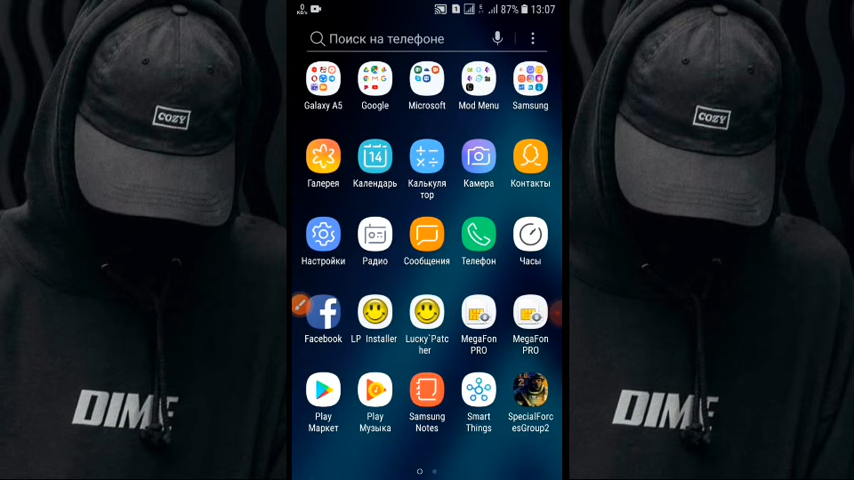 0
КБ/с
87% 13:07
Поиск на телефоне
Galaxy A5 Google Microsoft Mod Menu Samsung
14
Галерея Календарь Калькуля
тор Камера Контакты
Настройки Радио Сообщения Телефон Часы
Facebook LP Installer Lucky`Patc
her MegaFon
PRO MegaFon
PRO
Play
Маркет Play
Музыка Samsung
Notes Smart
Things SpecialForc
esGroup2
COZY
DIME
COZY
DIME